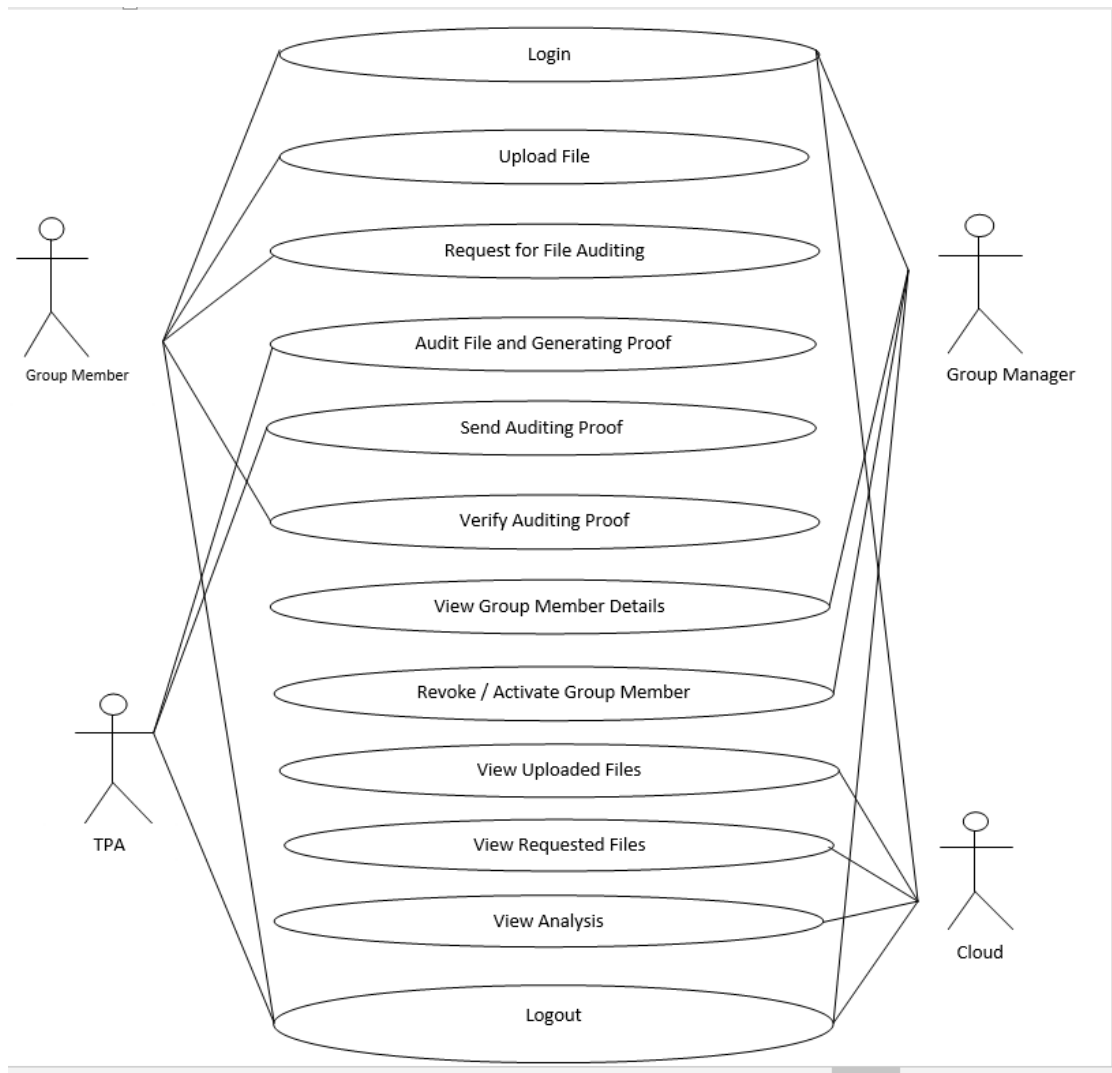 Login
Upload File
Request for File Auditing
Group Member
Group Manager
Audit File and Generating Proof
Send Auditing Proof
Verify Auditing Proof
View Group Member Details
Revoke / Activate Group Member
TPA
View Uploaded Files
View Requested Files
View Analysis
Cloud
Logout